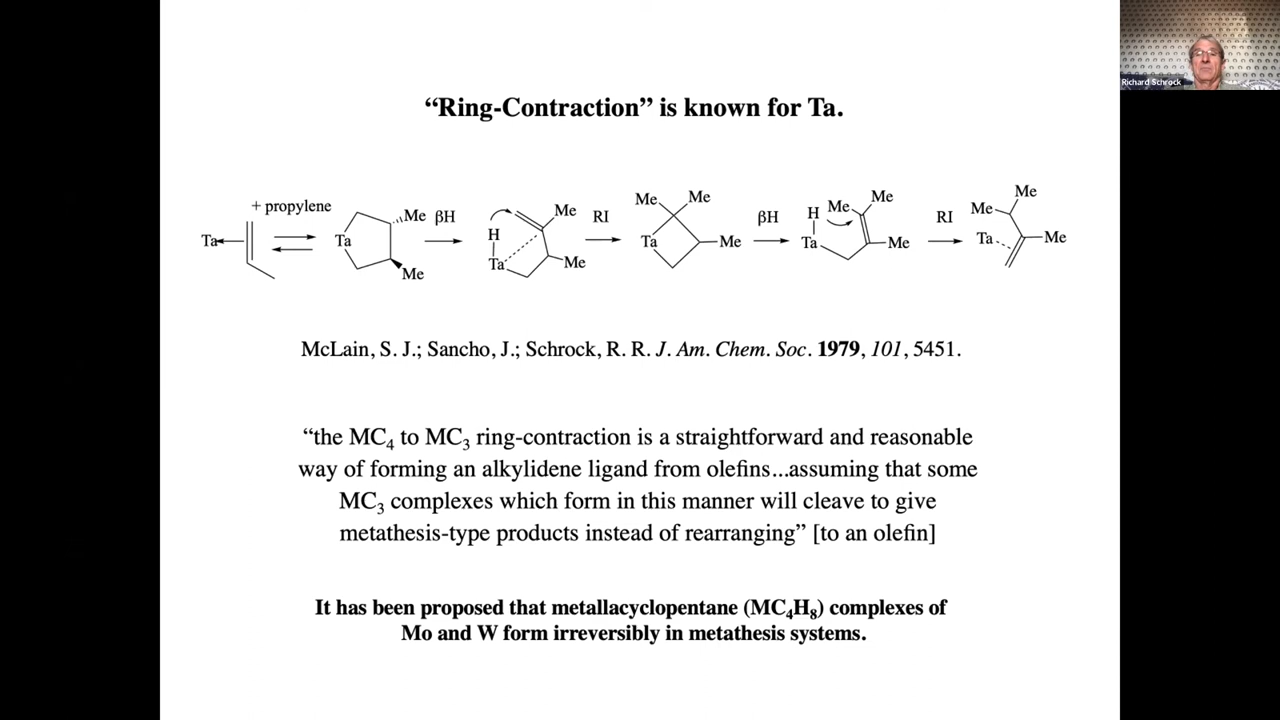 Richard Schrock
“Ring-Contraction” is known for Ta.
+ propylene
Ta
Ta
Me
Me
βH
H
Ta
Me
Me
RI
Me
Me
Ta
Me
βH
H
Me
Me
Ta
Me
RI
Me
Me
Ta
Me
McLain, S. J.; Sancho, J.; Schrock, R. R. J. Am. Chem. Soc. 1979, 101, 5451.
“the MC4 to MC3 ring-contraction is a straightforward and reasonable
way of forming an alkylidene ligand from olefins...assuming that some
MC3 complexes which form in this manner will cleave to give
metathesis-type products instead of rearranging” [to an olefin]
It has been proposed that metallacyclopentane (MC4H8) complexes of
Mo and W form irreversibly in metathesis systems.